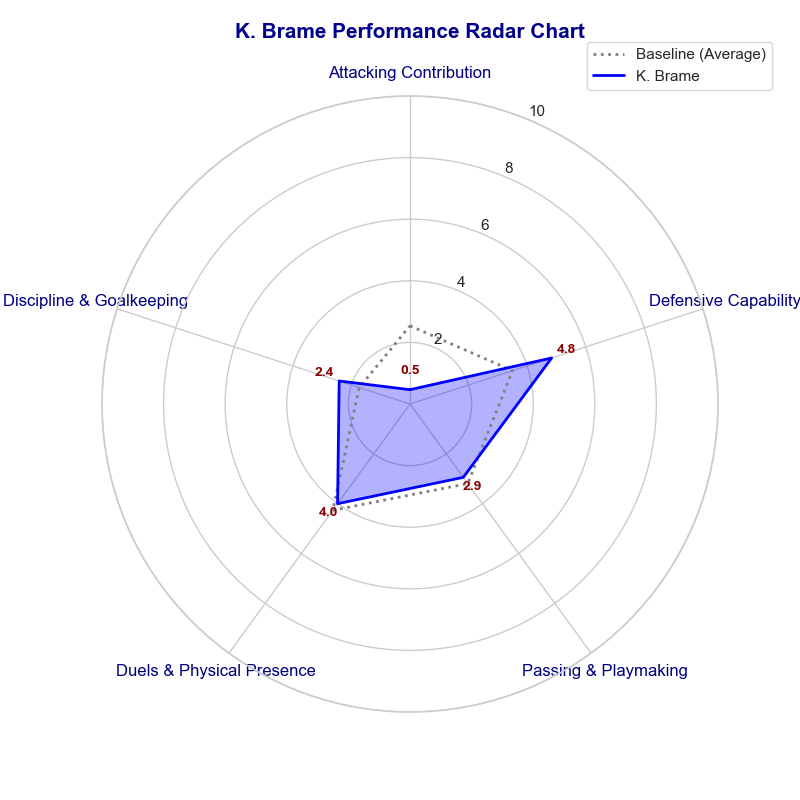 K. Brame Performance Radar Chart
Baseline (Average)
K. Brame
Attacking Contribution
10
8
6
4
2
Discipline & Goalkeeping
Defensive Capability
4.8
2.4
0.5
2.9
4.0
Duels & Physical Presence
Passing & Playmaking